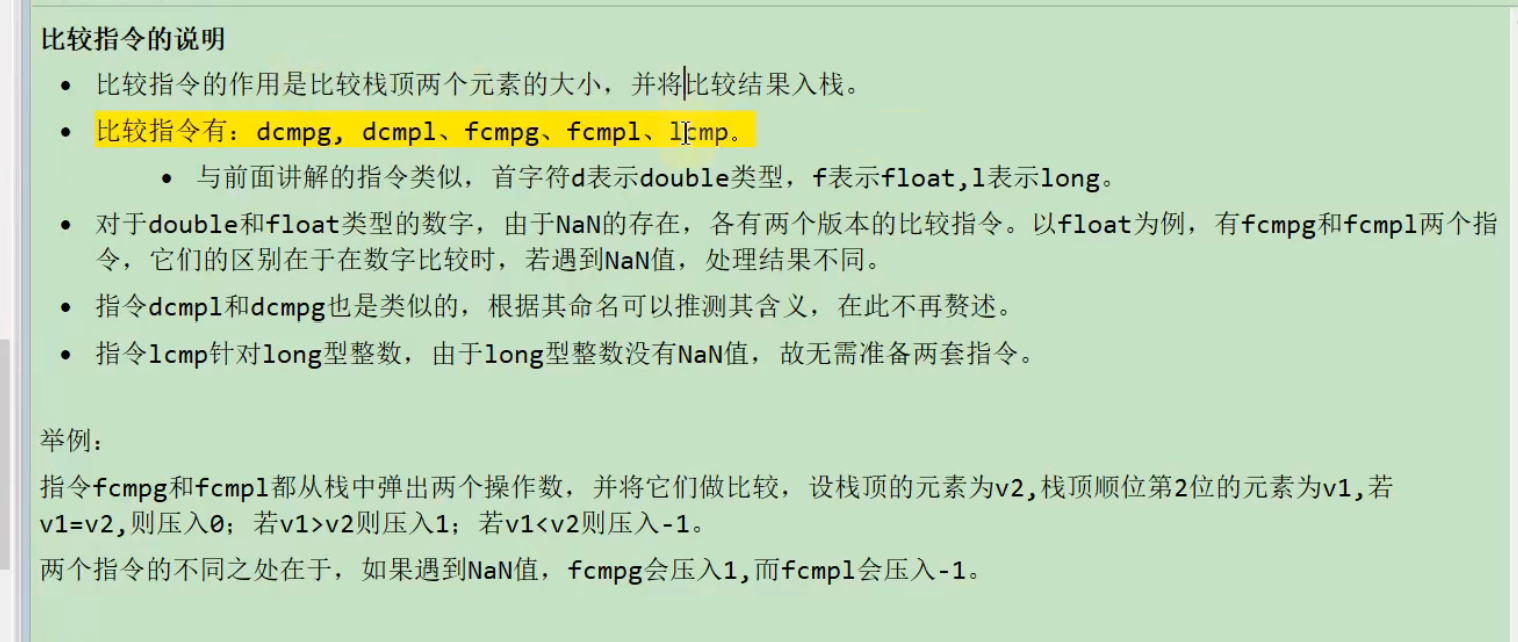 比较指令的说明
比较指令的作用是比较栈顶两个元素的大小，并将比较结果入栈。
比较指令有：dcmpg, dcmpl、fcmpg、fcmpl、lcmp。
与前面讲解的指令类似，首字符d表示double类型，f表示float,l表示long。
对于double和float类型的数字，由于NaN的存在，各有两个版本的比较指令。以float为例，有fcmpg和fcmpl两个指
令，它们的区别在于在数字比较时，若遇到NaN值，处理结果不同。
指令dcmpl和dcmpg也是类似的，根据其命名可以推测其含义，在此不再赘述。
指令lcmp针对long型整数，由于long型整数没有NaN值，故无需准备两套指令。
举例：
指令fcmpg和fcmpl都从栈中弹出两个操作数，并将它们做比较，设栈顶的元素为v2,栈顶顺位第2位的元素为v1,若
v1=v2,则压入0；若v1>v2则压入1；若v1<v2则压入-1。
两个指令的不同之处在于，如果遇到NaN值，fcmpg会压入1,而fcmpl会压入-1。